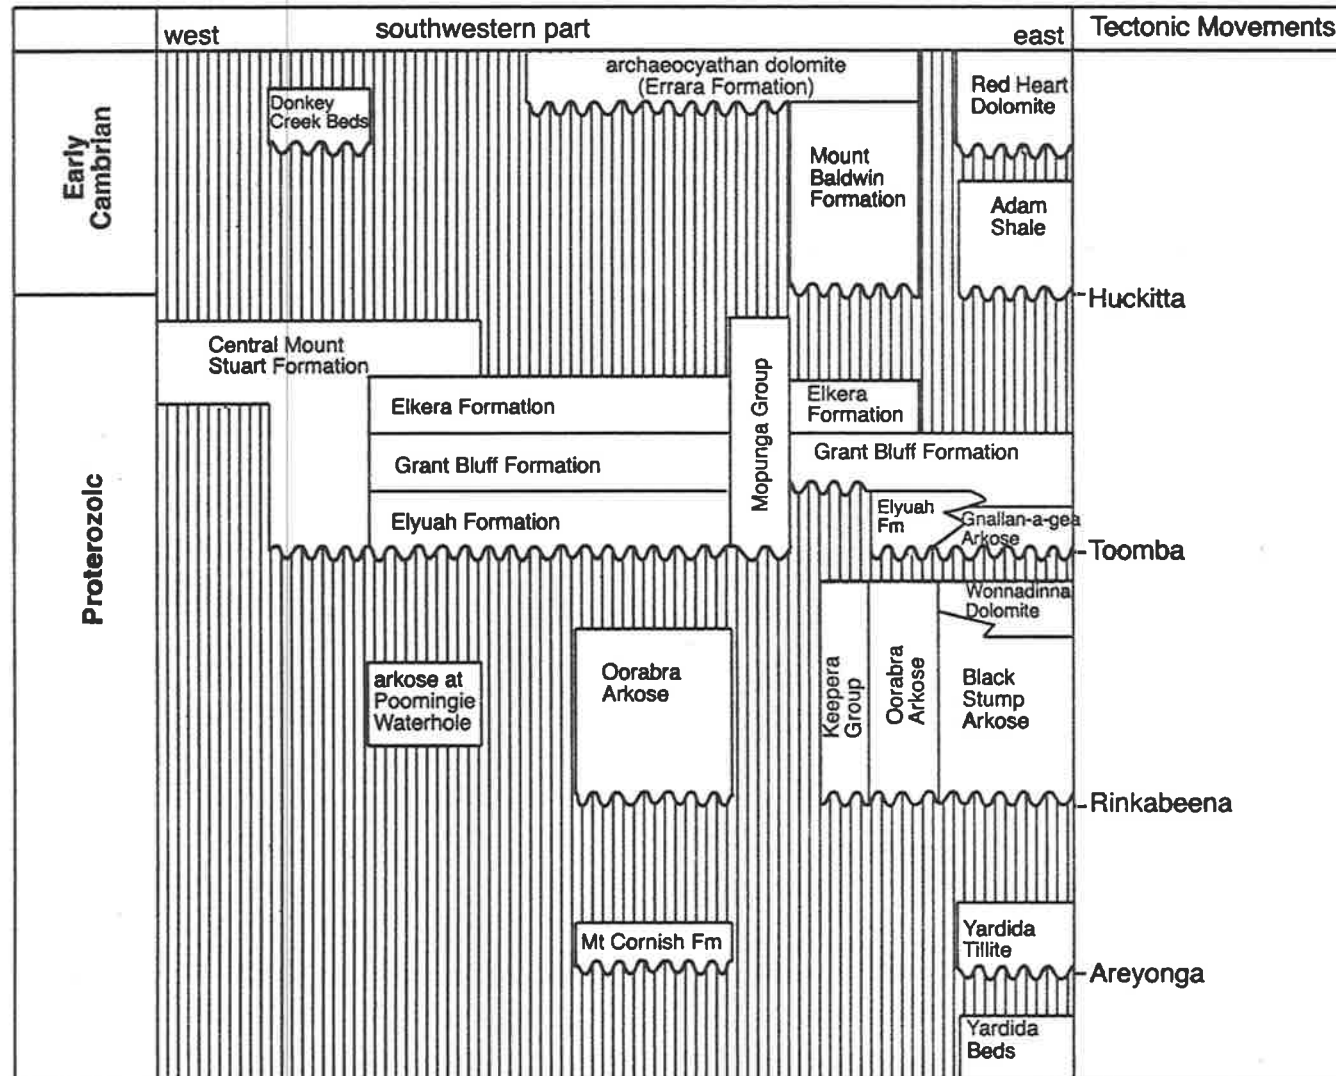 west
southwestern part
east
Tectonic Movements
Early
Cambrian
archaeocyathan dolomite
(Errara Formation)
Red Heart
Dolomite
Donkey
Creek Beds
Mount
Baldwin
Formation
Adam
Shale
Huckitta
Central Mount
Stuart Formation
Elkera Formation
Mopunga Group
Elkera
Formation
Grant Bluff Formation
Grant Bluff Formation
Elyuah Formation
Elyuah
Fm
Gnallan-a-gea
Arkose
Toomba
Proterozoic
Wonnadinna
Dolomite
arkose at
Poomingie
Waterhole
Oorabra
Arkose
Keepera
Group
Oorabra
Arkose
Black
Stump
Arkose
Rinkabeena
Mt Cornish Fm
Yardida
Tillite
Areyonga
Yardida
Beds